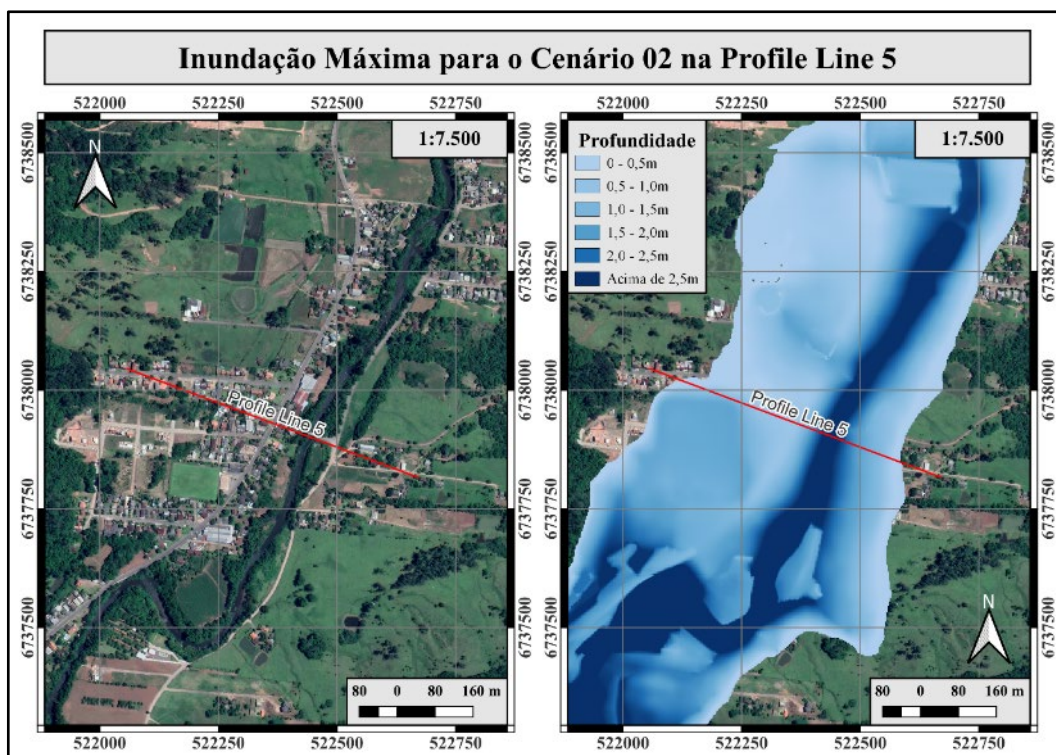 Inundação Máxima para o Cenário 02 na Profile Line 5
522000 522250 522500 522750
6738500
6738250
6738000
6737750
6737500
1:7.500
N
Profile Line 5
80 0 80 160 m
522000 522250 522500 522750
522000 522250 522500 522750
Profundidade
0 - 0,5m
0,5 - 1,0m
1,0 - 1,5m
1,5 - 2,0m
2,0 - 2,5m
Acima de 2,5m
1:7.500
Profile Line 5
N
80 0 80 160 m
6738500
6738250
6738000
6737750
6737500
522000 522250 522500 522750